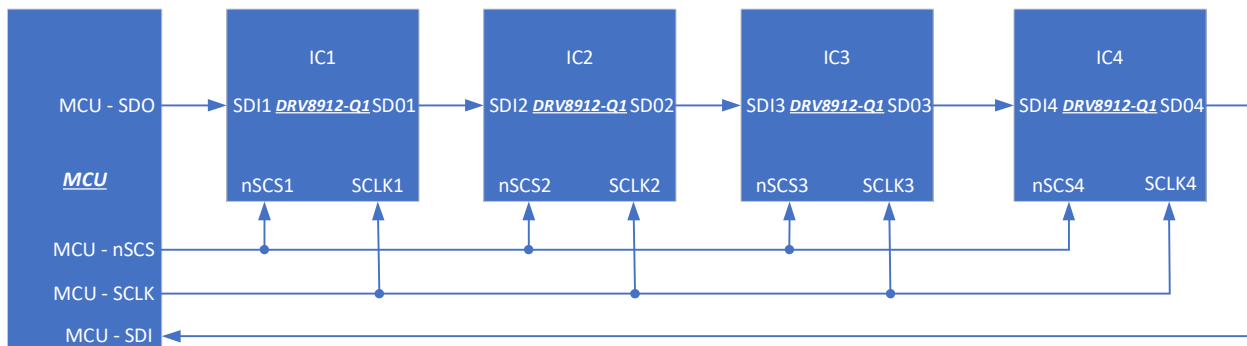 IC1
IC2
IC3
IC4
MCU - SDO
SDI1 DRV8912-Q1 SD01
SDI2 DRV8912-Q1 SD02
SDI3 DRV8912-Q1 SD03
SDI4 DRV8912-Q1 SD04
MCU
nSCS1 SCLK1
nSCS2 SCLK2
nSCS3 SCLK3
nSCS4 SCLK4
MCU - nSCS
MCU - SCLK
MCU - SDI